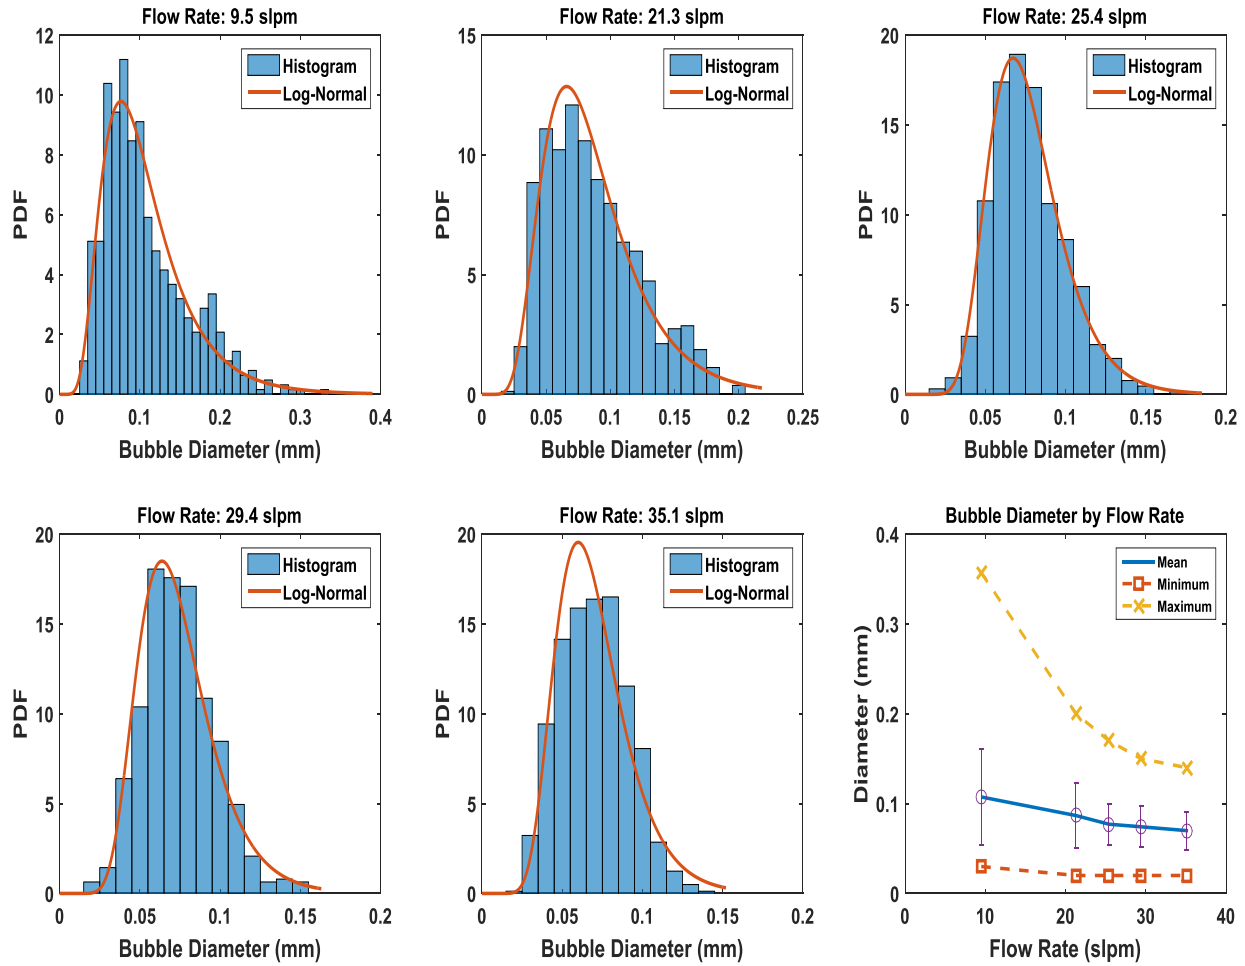 Flow Rate: 9.5 slpm
12
10
8
6
4
2
0
PDF
Histogram
Log-Normal
0 0.1 0.2 0.3 0.4
Bubble Diameter (mm)
Flow Rate: 21.3 slpm
15
10
5
0
PDF
Histogram
Log-Normal
0 0.05 0.1 0.15 0.2 0.25
Bubble Diameter (mm)
Flow Rate: 25.4 slpm
20
15
10
5
0
PDF
Histogram
Log-Normal
0 0.05 0.1 0.15 0.2
Bubble Diameter (mm)
Flow Rate: 29.4 slpm
20
15
10
5
0
PDF
Histogram
Log-Normal
0 0.05 0.1 0.15 0.2
Bubble Diameter (mm)
Flow Rate: 35.1 slpm
20
15
10
5
0
PDF
Histogram
Log-Normal
0 0.05 0.1 0.15 0.2
Bubble Diameter (mm)
Bubble Diameter by Flow Rate
0.4
0.3
0.2
0.1
0
Diameter (mm)
Mean
Minimum
Maximum
0 10 20 30 40
Flow Rate (slpm)